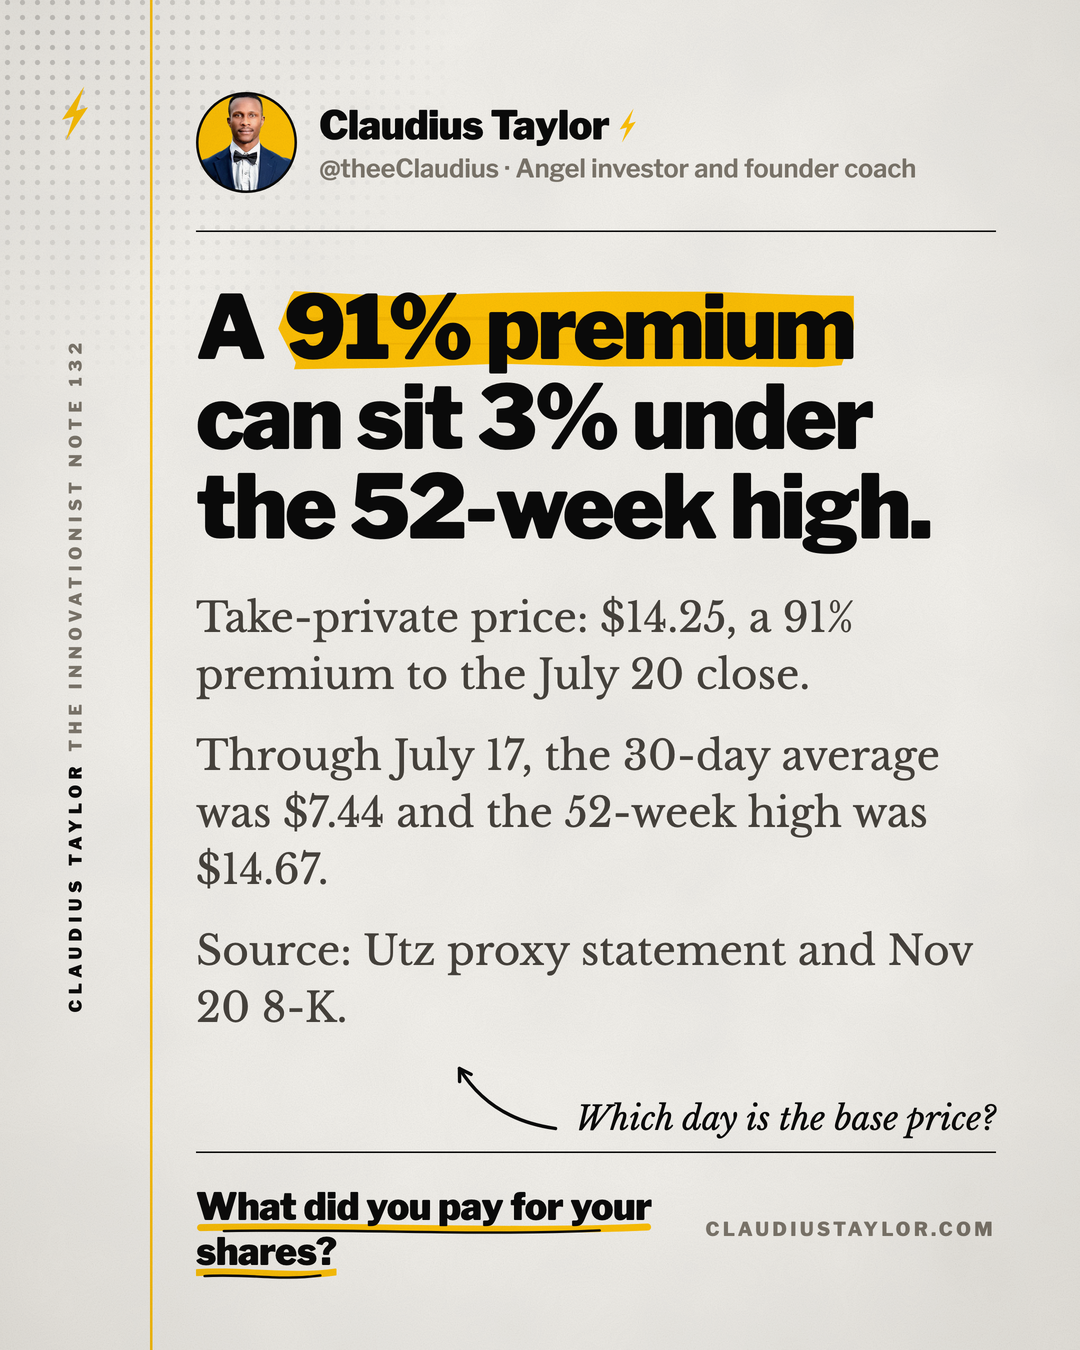 Claudius Taylor
@theeClaudius · Angel investor and founder coach
A 91% premium
can sit 3% under
the 52-week high.
Take-private price: $14.25, a 91%
premium to the July 20 close.
Through July 17, the 30-day average
was $7.44 and the 52-week high was
$14.67.
Source: Utz proxy statement and Nov
20 8-K.
Which day is the base price?
What did you pay for your
shares?
CLAUDIUSTAYLOR.COM
CLAUDIUS TAYLOR THE INNOVATIONIST NOTE 132